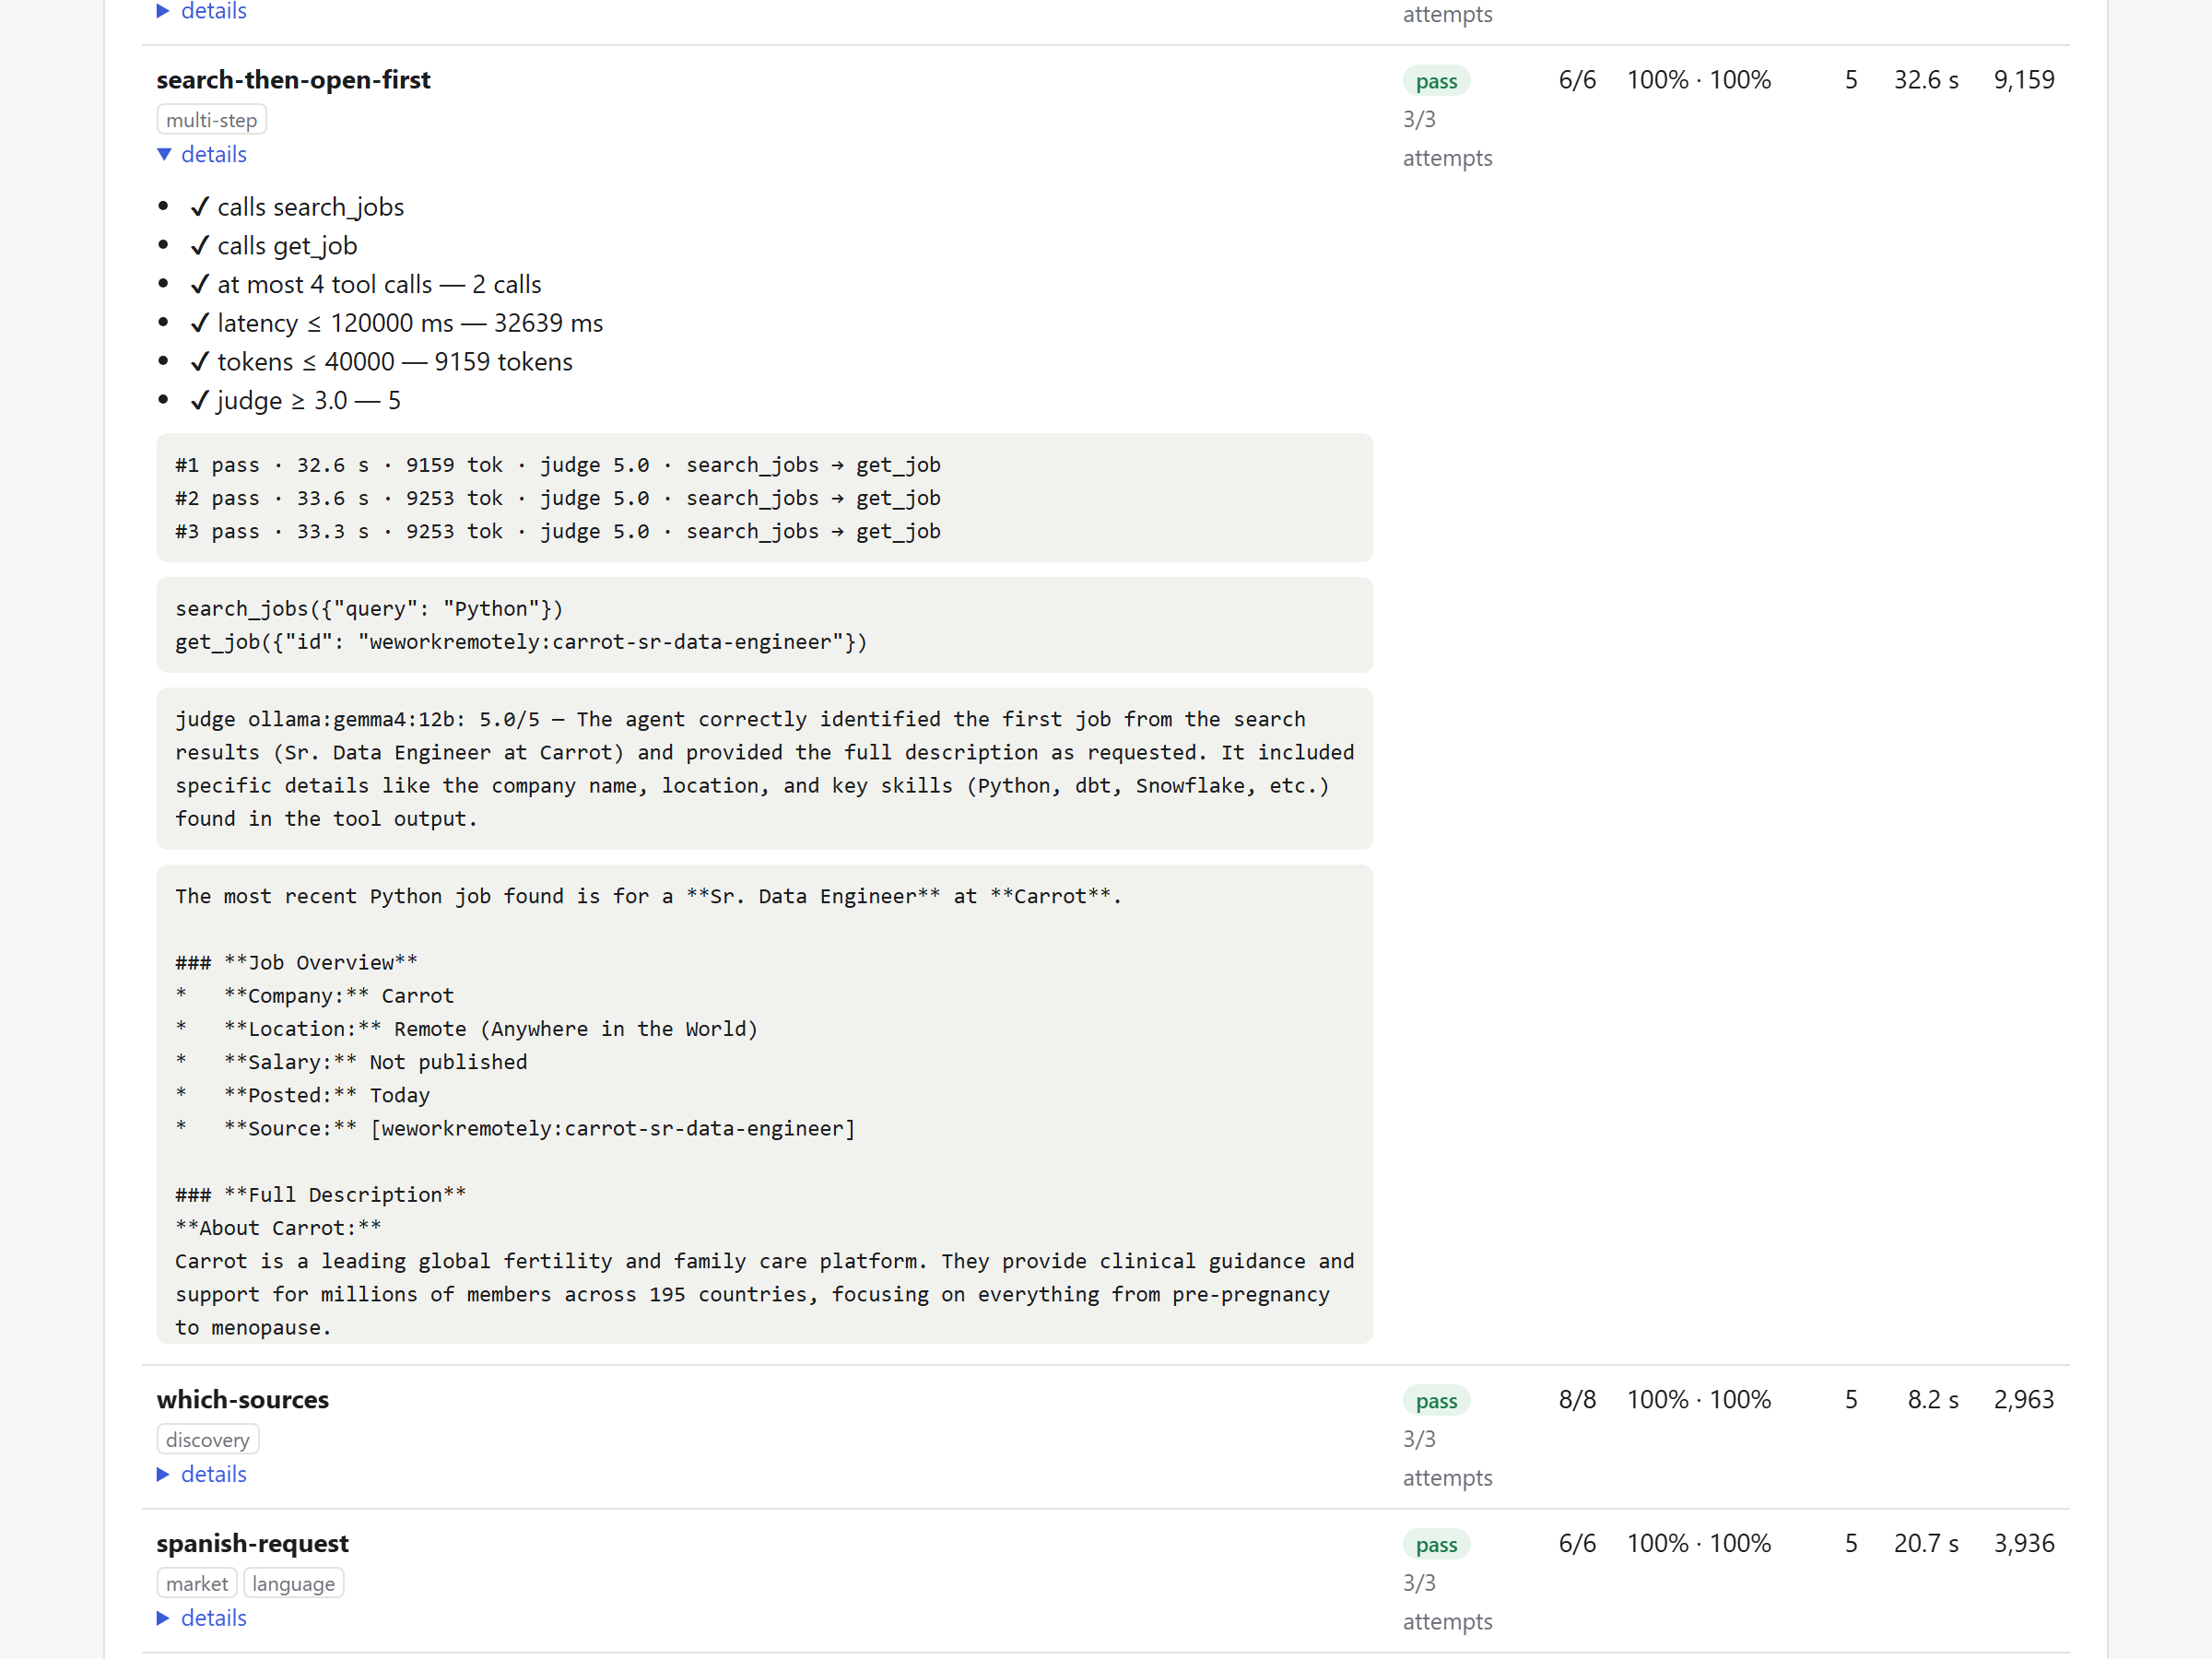 details
attempts
search-then-open-first
pass
6/6
100% · 100%
5
32.6 s
9,159
multi-step
3/3
attempts
details
✓ calls search_jobs
✓ calls get_job
✓ at most 4 tool calls — 2 calls
✓ latency ≤ 120000 ms — 32639 ms
✓ tokens ≤ 40000 — 9159 tokens
✓ judge ≥ 3.0 — 5
#1 pass · 32.6 s · 9159 tok · judge 5.0 · search_jobs → get_job
#2 pass · 33.6 s · 9253 tok · judge 5.0 · search_jobs → get_job
#3 pass · 33.3 s · 9253 tok · judge 5.0 · search_jobs → get_job
search_jobs({"query": "Python"})
get_job({"id": "weworkremotely:carrot-sr-data-engineer"})
judge ollama:gemma4:12b: 5.0/5 — The agent correctly identified the first job from the search
results (Sr. Data Engineer at Carrot) and provided the full description as requested. It included
specific details like the company name, location, and key skills (Python, dbt, Snowflake, etc.)
found in the tool output.
The most recent Python job found is for a **Sr. Data Engineer** at **Carrot**.
### **Job Overview**
*   **Company:** Carrot
*   **Location:** Remote (Anywhere in the World)
*   **Salary:** Not published
*   **Posted:** Today
*   **Source:** [weworkremotely:carrot-sr-data-engineer]
### **Full Description**
**About Carrot:**
Carrot is a leading global fertility and family care platform. They provide clinical guidance and
support for millions of members across 195 countries, focusing on everything from pre-pregnancy
to menopause.
which-sources
pass
8/8
100% · 100%
5
8.2 s
2,963
discovery
3/3
attempts
details
spanish-request
pass
6/6
100% · 100%
5
20.7 s
3,936
market
language
3/3
attempts
details